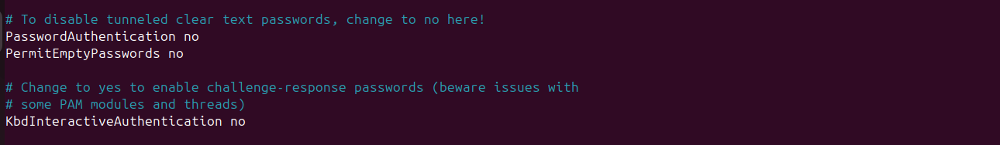 # To disable tunneled clear text passwords, change to no here!
PasswordAuthentication no
PermitEmptyPasswords no
# Change to yes to enable challenge-response passwords (beware issues with
# some PAM modules and threads)
KbdInteractiveAuthentication no